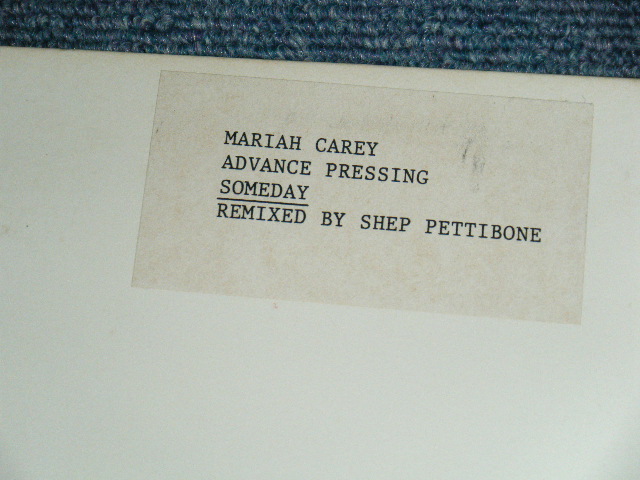 MARIAH CAREY
ADVANCE PRESSING
SOMEDAY
REMIXED BY SHEP PETTIBONE